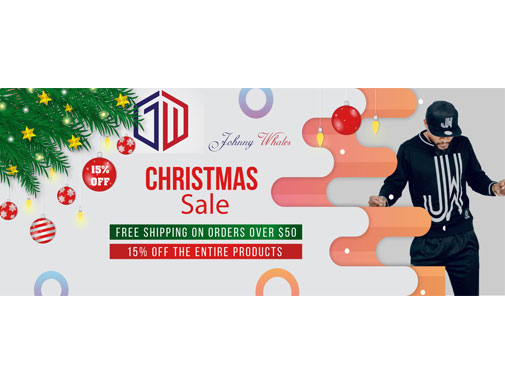 JW
Johnny Whales
15%
OFF
CHRISTMAS
Sale
FREE SHIPPING ON ORDERS OVER $50
15% OFF THE ENTIRE PRODUCTS
JW
JW